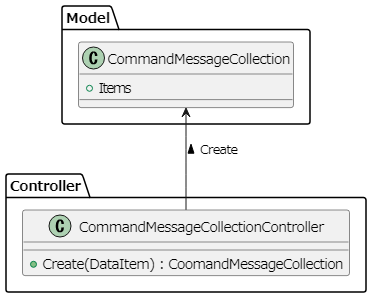 Model
C CommandMessageCollection
Items
Create
Controller
C CommandMessageCollectionController
Create(DataItem) : CoomandMessageCollection